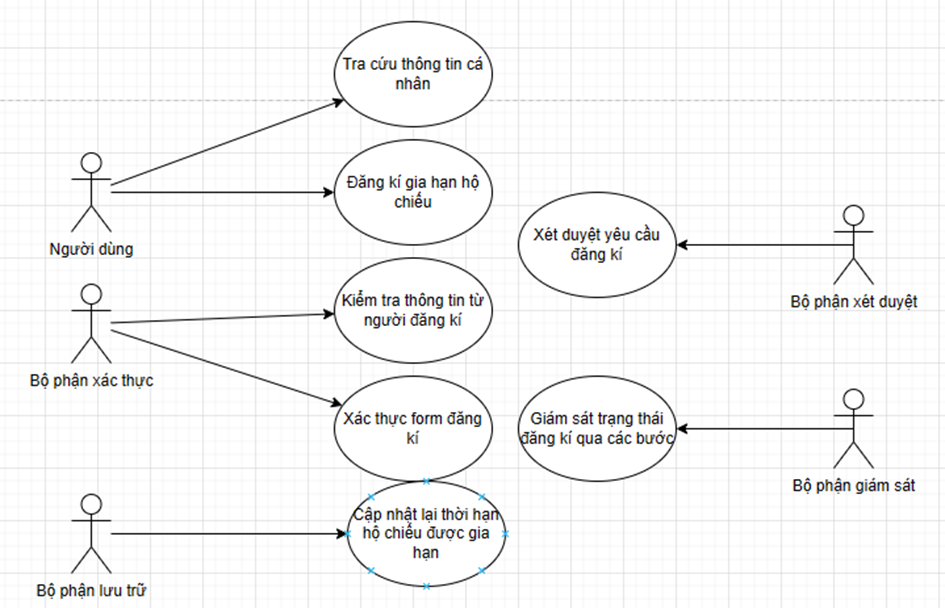 Tra cứu thông tin cá
nhân
Đăng kí gia hạn hộ
chiếu
Người dùng
Xét duyệt yêu cầu
đăng kí
Bộ phận xét duyệt
Kiểm tra thông tin từ
người đăng kí
Bộ phận xác thực
Xác thực form đăng
kí
Giám sát trạng thái
đăng kí qua các bước
Bộ phận giám sát
Cập nhật lại thời hạn
hộ chiếu được gia
hạn
Bộ phận lưu trữ